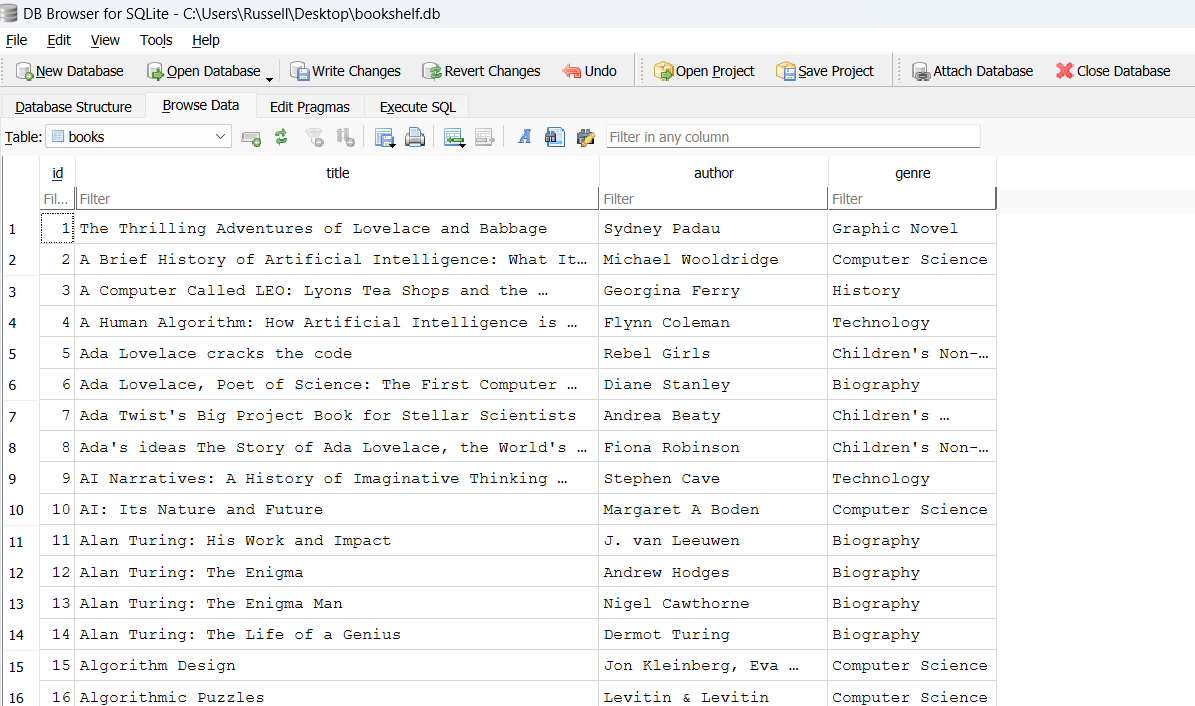 DB Browser for SQLite - C:\Users\Russell\Desktop\bookshelf.db
File Edit View Tools Help
New Database Open Database Write Changes Revert Changes Undo Open Project Save Project Attach Database Close Database
Database Structure Browse Data Edit Pragmas Execute SQL
Table: books Filter in any column
id title author genre
Fil... Filter Filter Filter
1 1 The Thrilling Adventures of Lovelace and Babbage Sydney Padau Graphic Novel
2 2 A Brief History of Artificial Intelligence: What It… Michael Wooldridge Computer Science
3 3 A Computer Called LEO: Lyons Tea Shops and the … Georgina Ferry History
4 4 A Human Algorithm: How Artificial Intelligence is … Flynn Coleman Technology
5 5 Ada Lovelace cracks the code Rebel Girls Children's Non-…
6 6 Ada Lovelace, Poet of Science: The First Computer … Diane Stanley Biography
7 7 Ada Twist's Big Project Book for Stellar Scientists Andrea Beaty Children's …
8 8 Ada's ideas The Story of Ada Lovelace, the World's … Fiona Robinson Children's Non-…
9 9 AI Narratives: A History of Imaginative Thinking … Stephen Cave Technology
10 10 AI: Its Nature and Future Margaret A Boden Computer Science
11 11 Alan Turing: His Work and Impact J. van Leeuwen Biography
12 12 Alan Turing: The Enigma Andrew Hodges Biography
13 13 Alan Turing: The Enigma Man Nigel Cawthorne Biography
14 14 Alan Turing: The Life of a Genius Dermot Turing Biography
15 15 Algorithm Design Jon Kleinberg, Eva … Computer Science
16 16 Algorithmic Puzzles Levitin & Levitin Computer Science